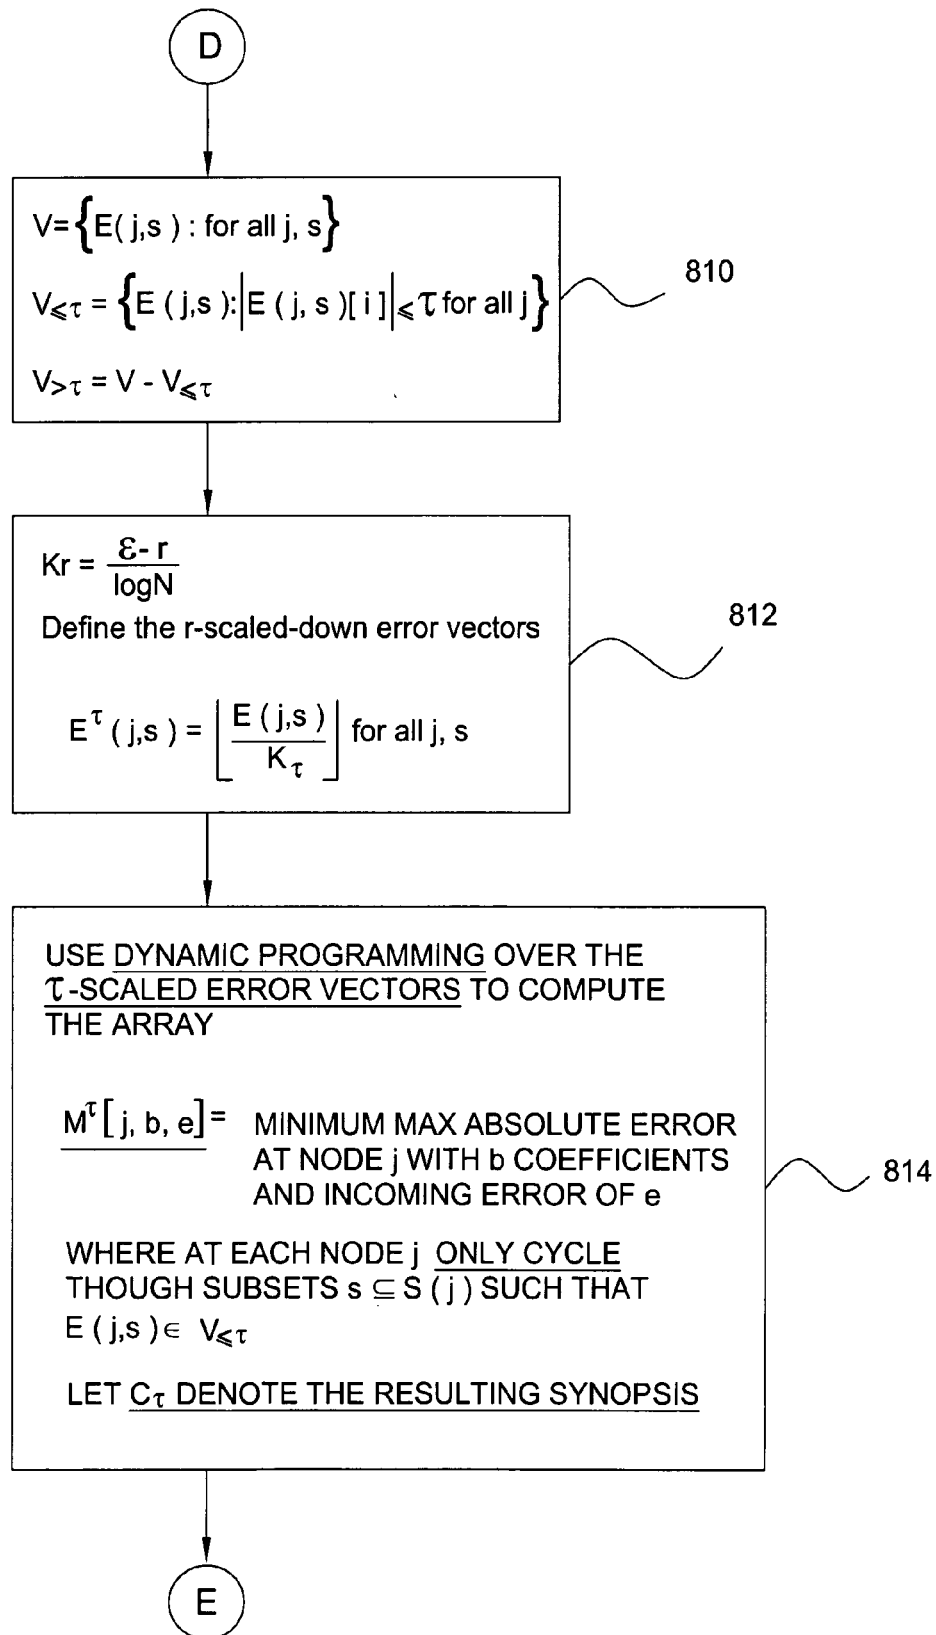 D
V={E(j,s) : for all j, s}
V⩽τ = {E (j,s):|E (j, s)[i]|⩽τ for all j}
V>τ = V - V⩽τ
810
Kr = ε-r / logN
Define the r-scaled-down error vectors
E^τ (j,s) = ⌊E (j,s) / Kτ⌋ for all j, s
812
USE DYNAMIC PROGRAMMING OVER THE
τ-SCALED ERROR VECTORS TO COMPUTE
THE ARRAY
M^τ[j, b, e]= MINIMUM MAX ABSOLUTE ERROR
AT NODE j WITH b COEFFICIENTS
AND INCOMING ERROR OF e
814
WHERE AT EACH NODE j ONLY CYCLE
THOUGH SUBSETS s ⊆ S (j) SUCH THAT
E (j,s)∈ V⩽τ
LET Cτ DENOTE THE RESULTING SYNOPSIS
E